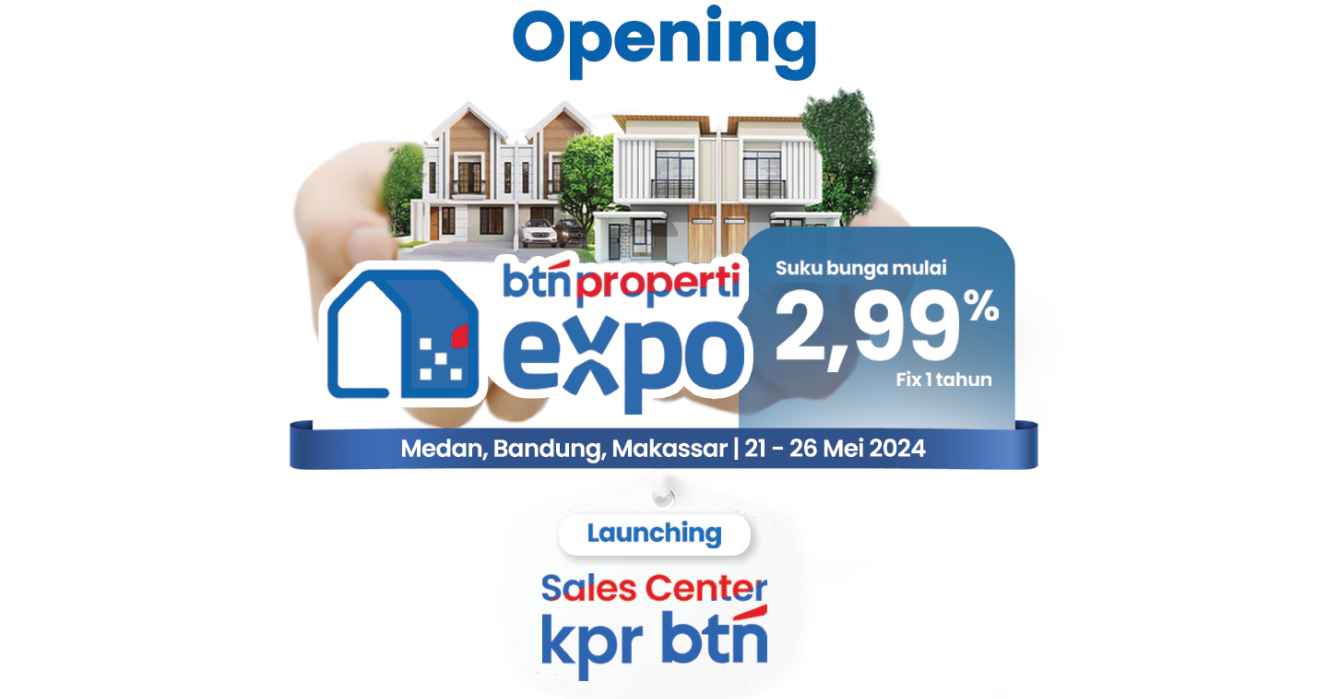 Opening
btn properti
expo
Suku bunga mulai
2,99%
Fix 1 tahun
Medan, Bandung, Makassar | 21 - 26 Mei 2024
Launching
Sales Center
kpr btn